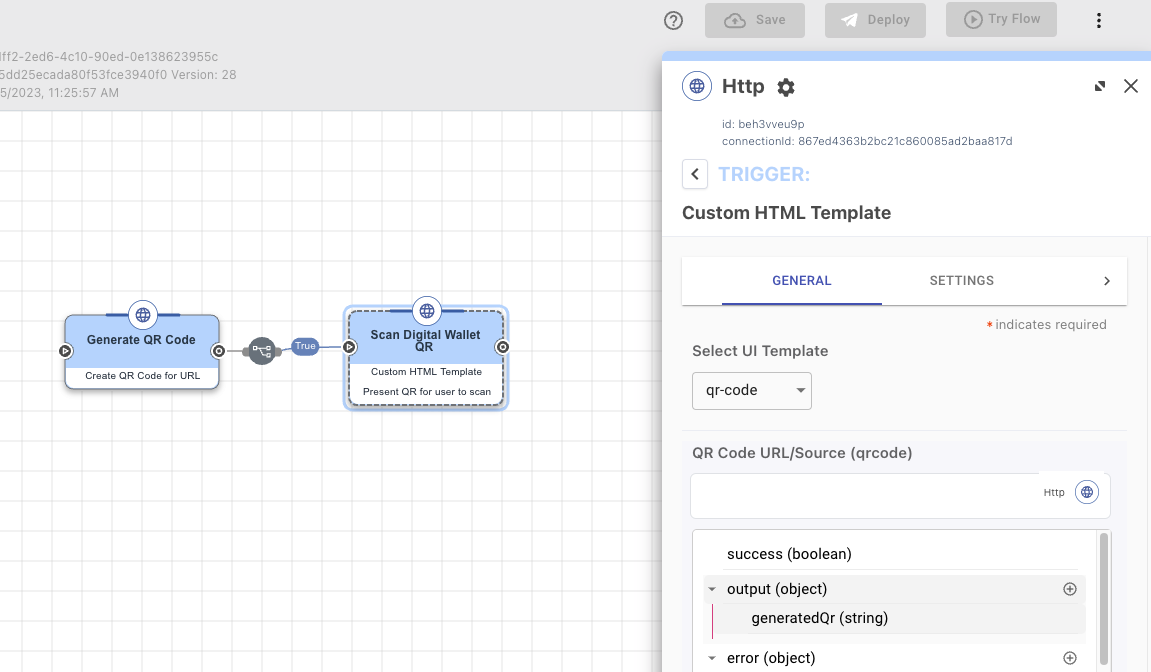 Save
Deploy
Try Flow
ff2-2ed6-4c10-90ed-0e138623955c
5dd25ecada80f53fce3940f0 Version: 28
5/2023, 11:25:57 AM
Http
id: beh3vveu9p
connectionId: 867ed4363b2bc21c860085ad2baa817d
TRIGGER:
Custom HTML Template
GENERAL
SETTINGS
* indicates required
Select UI Template
qr-code
QR Code URL/Source (qrcode)
Http
success (boolean)
output (object)
generatedQr (string)
error (object)
Generate QR Code
Create QR Code for URL
True
Scan Digital Wallet
QR
Custom HTML Template
Present QR for user to scan